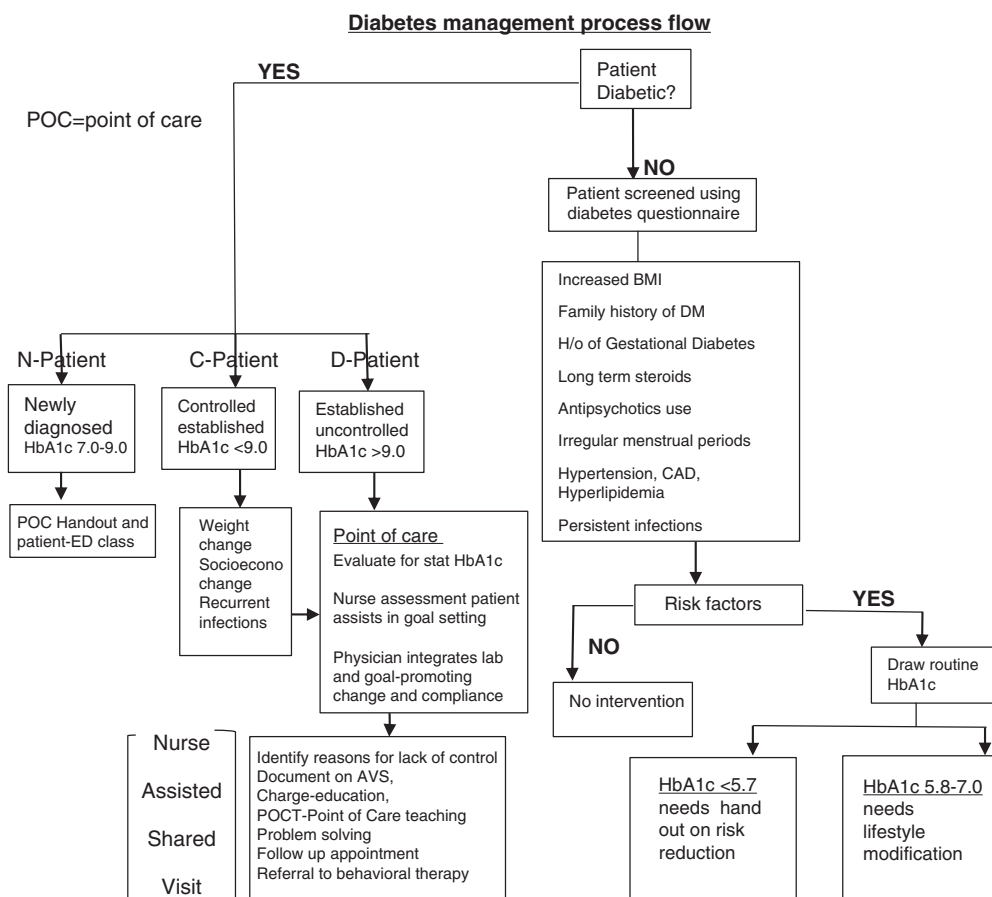 Diabetes management process flow
YES
Patient
Diabetic?
POC=point of care
NO
Patient screened using
diabetes questionnaire
Increased BMI
Family history of DM
H/o of Gestational Diabetes
Long term steroids
Antipsychotics use
Irregular menstrual periods
Hypertension, CAD,
Hyperlipidemia
Persistent infections
N-Patient
C-Patient
D-Patient
Newly
diagnosed
HbA1c 7.0-9.0
Controlled
established
HbA1c <9.0
Established
uncontrolled
HbA1c >9.0
POC Handout and
patient-ED class
Weight
change
Socioecono
change
Recurrent
infections
Point of care
Evaluate for stat HbA1c
Nurse assessment patient
assists in goal setting
Physician integrates lab
and goal-promoting
change and compliance
Risk factors
YES
NO
No intervention
Draw routine
HbA1c
Nurse
Assisted
Shared
Visit
Identify reasons for lack of control
Document on AVS,
Charge-education,
POCT-Point of Care teaching
Problem solving
Follow up appointment
Referral to behavioral therapy
HbA1c <5.7
needs hand
out on risk
reduction
HbA1c 5.8-7.0
needs
lifestyle
modification